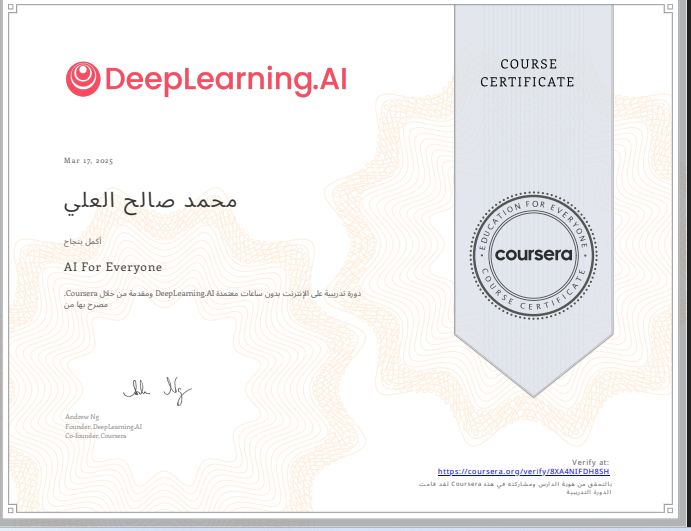 DeepLearning.AI
COURSE
CERTIFICATE
Mar 17, 2025
محمد صالح العلي
أكمل بنجاح
AI For Everyone
دورة تدريبية على الإنترنت بدون ساعات معتمدة DeepLearning.AI ومقدمة من خلال Coursera.
مصرح بها من
EDUCATION FOR EVERYONE
coursera
COURSE CERTIFICATE
Andrew Ng
Founder, DeepLearning.AI
Co-founder, Coursera
Verify at:
https://coursera.org/verify/8XA4NIFDH8SH
بالتحقق من هوية الدارس ومشاركته في هذه Coursera لقد قامت
الدورة التدريبية